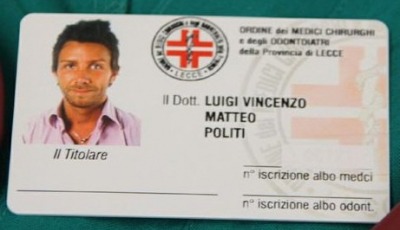 ORDINE dei MEDICI CHIRURGHI
e degli ODONTOIATRI
della Provincia di LECCE
LECCE
Il Dott. LUIGI VINCENZO
MATTEO
POLITI
Il Titolare
n° iscrizione albo medci
n° iscrizione albo odont.